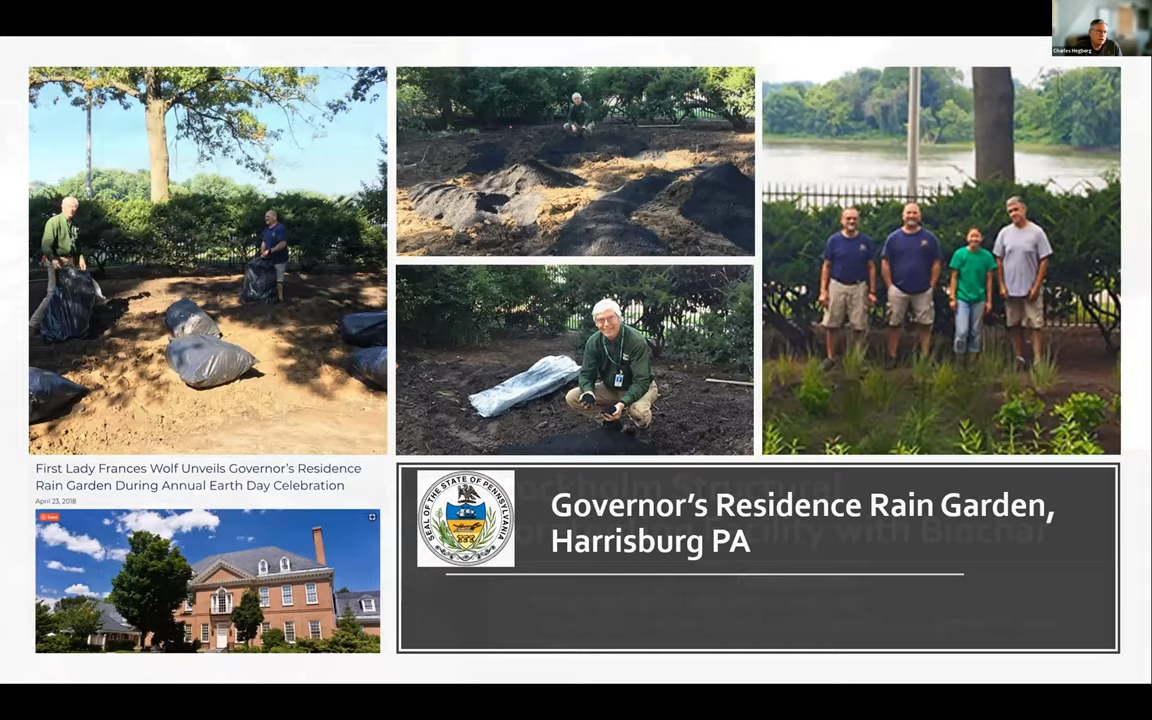 Charles Hegberg
First Lady Frances Wolf Unveils Governor's Residence
Rain Garden During Annual Earth Day Celebration
April 23, 2018
Save
SEAL OF THE STATE OF PENNSYLVANIA
Governor's Residence Rain Garden,
Harrisburg PA